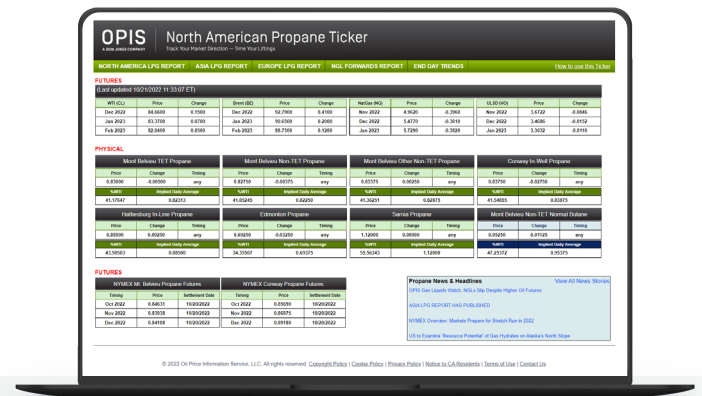 OPIS
A DOW JONES COMPANY
North American Propane Ticker
Track Your Market Direction — Time Your Liftings
NORTH AMERICA LPG REPORT ASIA LPG REPORT EUROPE LPG REPORT NGL FORWARDS REPORT END DAY TRENDS How to use this Ticker
FUTURES
(Last updated 10/21/2022 11:33:07 ET)
WTI (CL) Price Change Brent (BZ) Price Change NatGas (NG) Price Change ULSD (HO) Price Change
Dec 2022 84.6600 0.1500 Dec 2022 92.7900 0.4100 Nov 2022 4.9620 -0.3960 Nov 2022 3.6722 -0.0846
Jan 2023 83.3700 0.0700 Jan 2023 90.6500 0.2000 Dec 2022 5.4770 -0.3610 Dec 2022 3.4606 -0.0152
Feb 2023 82.0400 0.0500 Feb 2023 88.7300 0.1200 Jan 2023 5.7290 -0.3820 Jan 2023 3.3632 -0.0110
PHYSICAL
Mont Belvieu TET Propane Mont Belvieu Non-TET Propane Mont Belvieu Other Non-TET Propane Conway In-Well Propane
Price Change Timing Price Change Timing Price Change Timing Price Change Timing
0.83000 -0.00500 any 0.82750 -0.00375 any 0.83375 0.00250 any 0.83750 -0.02750 any
%WTI Implied Daily Average %WTI Implied Daily Average %WTI Implied Daily Average %WTI Implied Daily Average
41.17647 0.82313 41.05245 0.82250 41.36251 0.82875 41.54855 0.83875
Hattiesburg In-Line Propane Edmonton Propane Sarnia Propane Mont Belvieu Non-TET Normal Butane
Price Change Timing Price Change Timing Price Change Timing Price Change Timing
0.88500 0.00250 any 0.69250 -0.03250 any 1.12000 0.00000 any 0.95250 -0.01125 any
%WTI Implied Daily Average %WTI Implied Daily Average %WTI Implied Daily Average %WTI Implied Daily Average
43.90503 0.88500 34.35507 0.69375 55.56343 1.12000 47.25372 0.95375
FUTURES
NYMEX Mt. Belvieu Propane Futures NYMEX Conway Propane Futures
Timing Price Settlement Date Timing Price Settlement Date
Oct 2022 0.84631 10/20/2022 Oct 2022 0.85690 10/20/2022
Nov 2022 0.83938 10/20/2022 Nov 2022 0.86875 10/20/2022
Dec 2022 0.84188 10/20/2022 Dec 2022 0.89188 10/20/2022
Propane News & Headlines View All News Stories
OPIS Gas Liquids Watch: NGLs Slip Despite Higher Oil Futures
ASIA LPG REPORT HAS PUBLISHED
NYMEX Overview: Markets Prepare for Stretch Run in 2022
US to Examine 'Resource Potential' of Gas Hydrates on Alaska's North Slope
© 2022 Oil Price Information Service, LLC. All rights reserved. Copyright Policy | Cookie Policy | Privacy Policy | Notice to CA Residents | Terms of Use | Contact Us